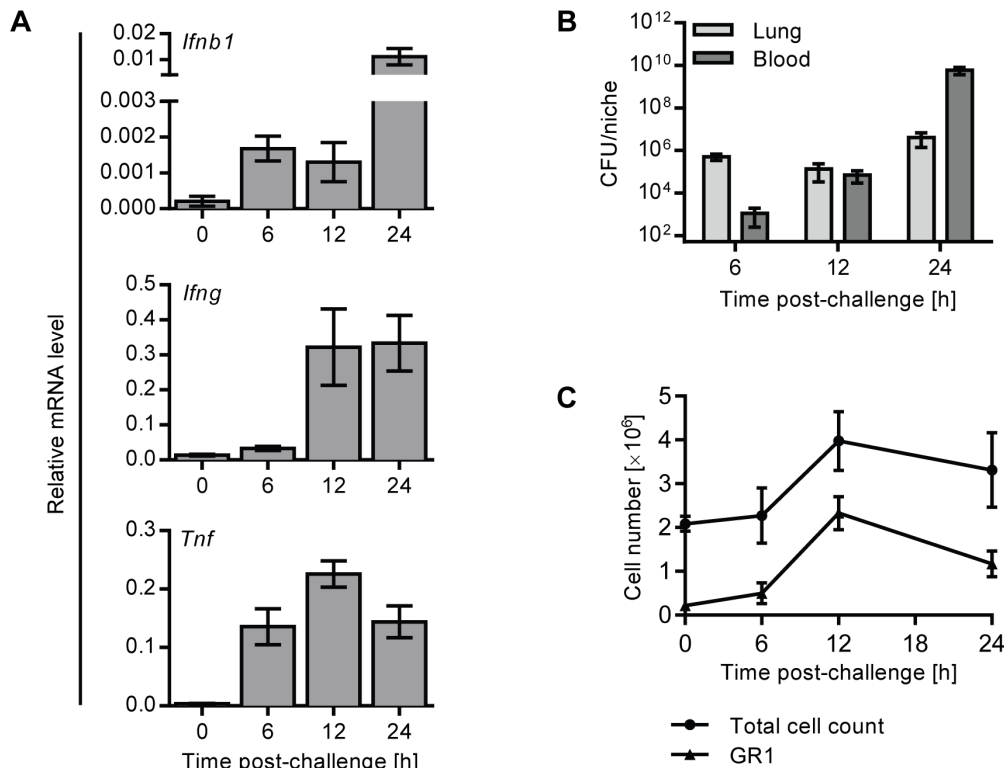 A
Relative mRNA level
Ifnb1
0.02
0.01
0.003
0.002
0.001
0.000
0 6 12 24
Ifng
0.5
0.4
0.3
0.2
0.1
0.0
0 6 12 24
Tnf
0.3
0.2
0.1
0.0
0 6 12 24
Time post-challenge [h]
B
CFU/niche
10¹²
10¹⁰
10⁸
10⁶
10⁴
10²
Lung
Blood
6 12 24
Time post-challenge [h]
C
Cell number [×10⁶]
5
4
3
2
1
0
0 6 12 18 24
Time post-challenge [h]
Total cell count
GR1